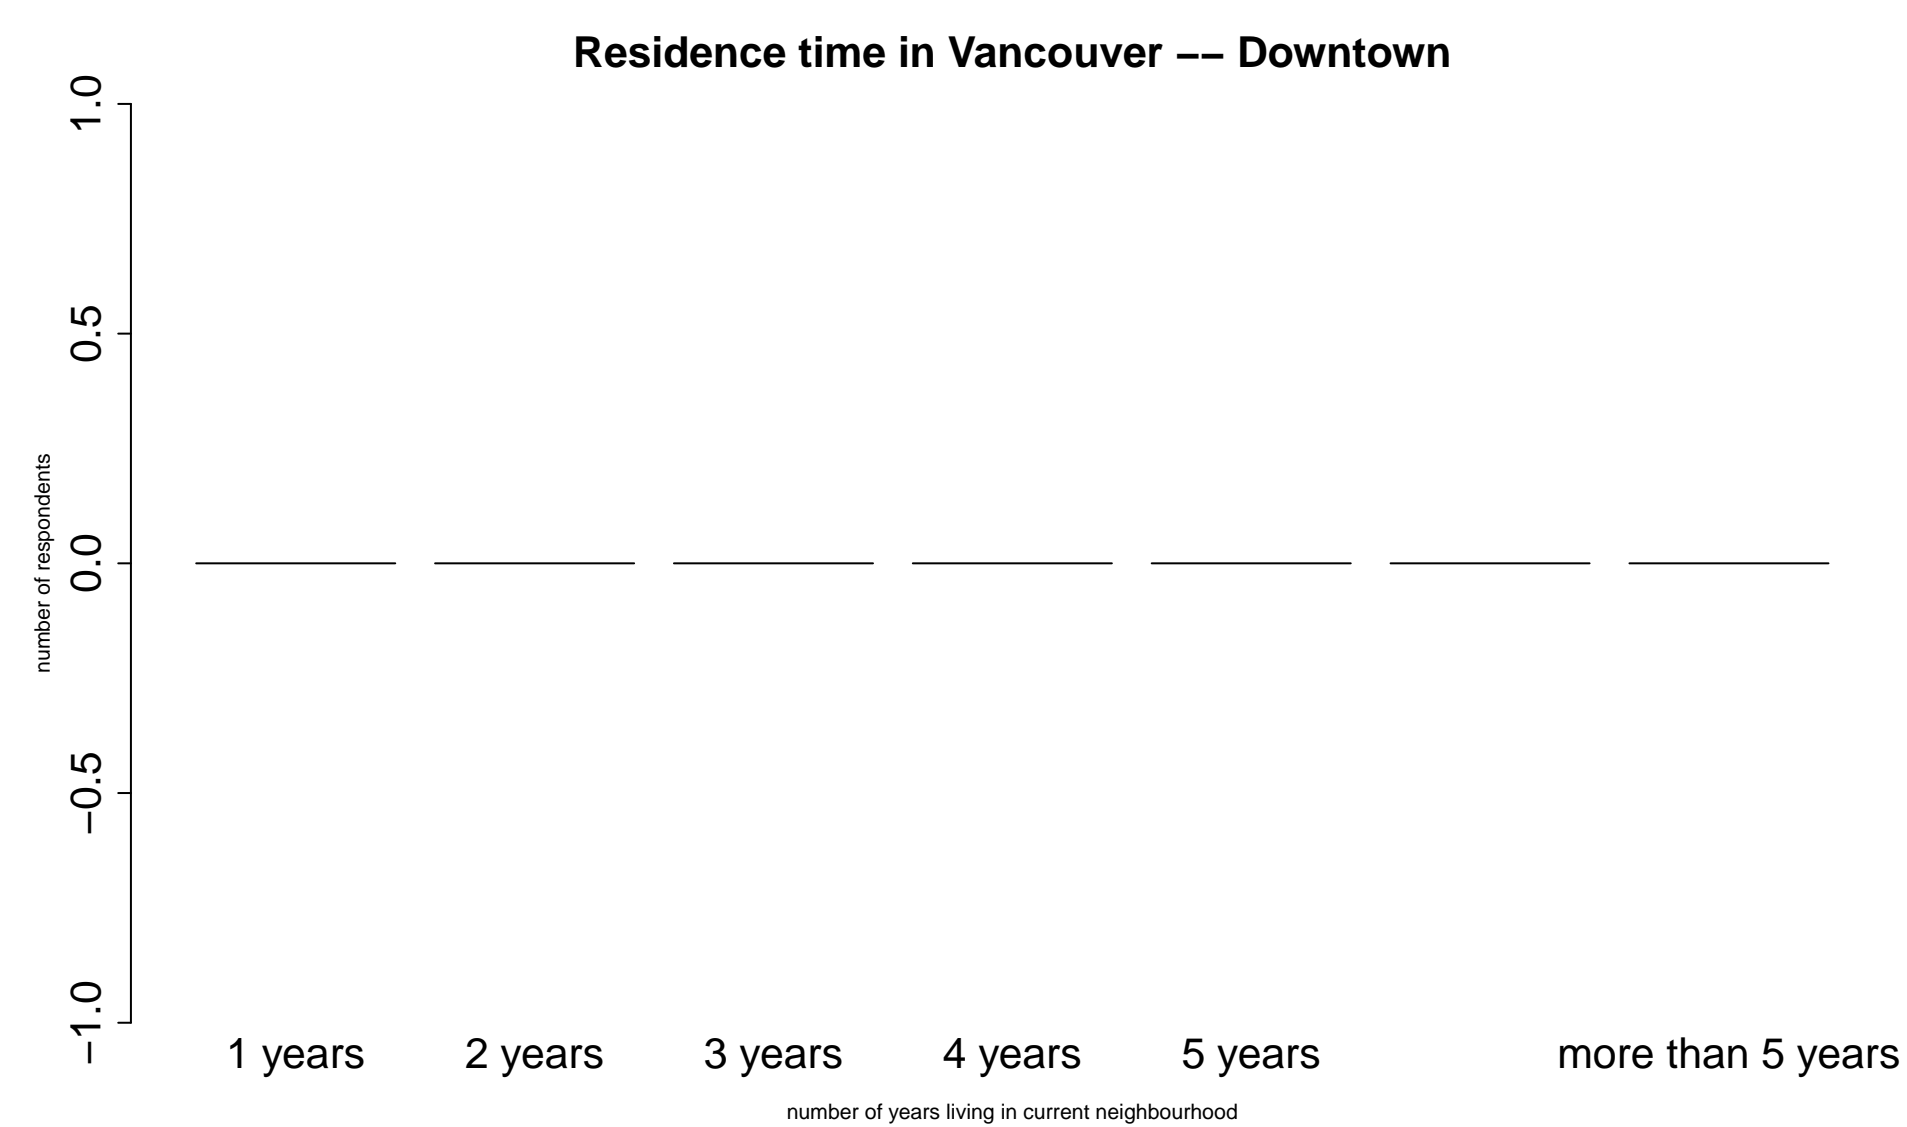 Residence time in Vancouver −− Downtown
1.0
0.5
0.0
−0.5
−1.0
number of respondents
1 years
2 years
3 years
4 years
5 years
more than 5 years
number of years living in current neighbourhood